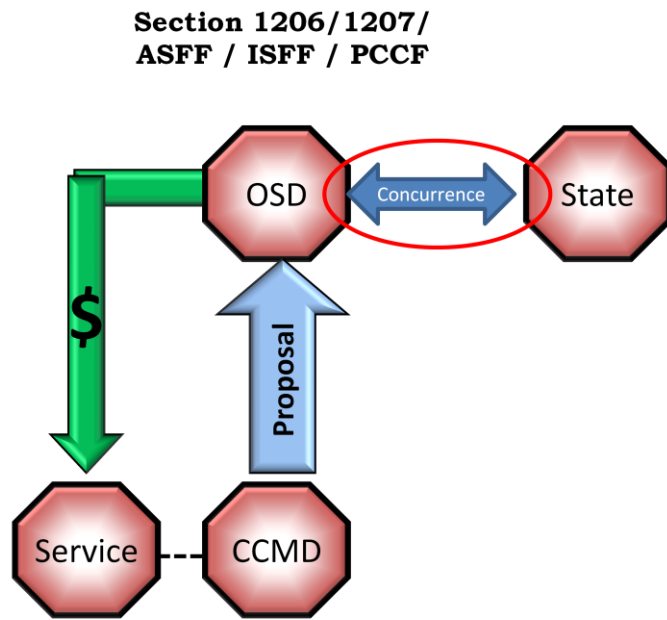 Section 1206/1207/
ASFF / ISFF / PCCF
OSD
Concurrence
State
$
Proposal
Service
CCMD